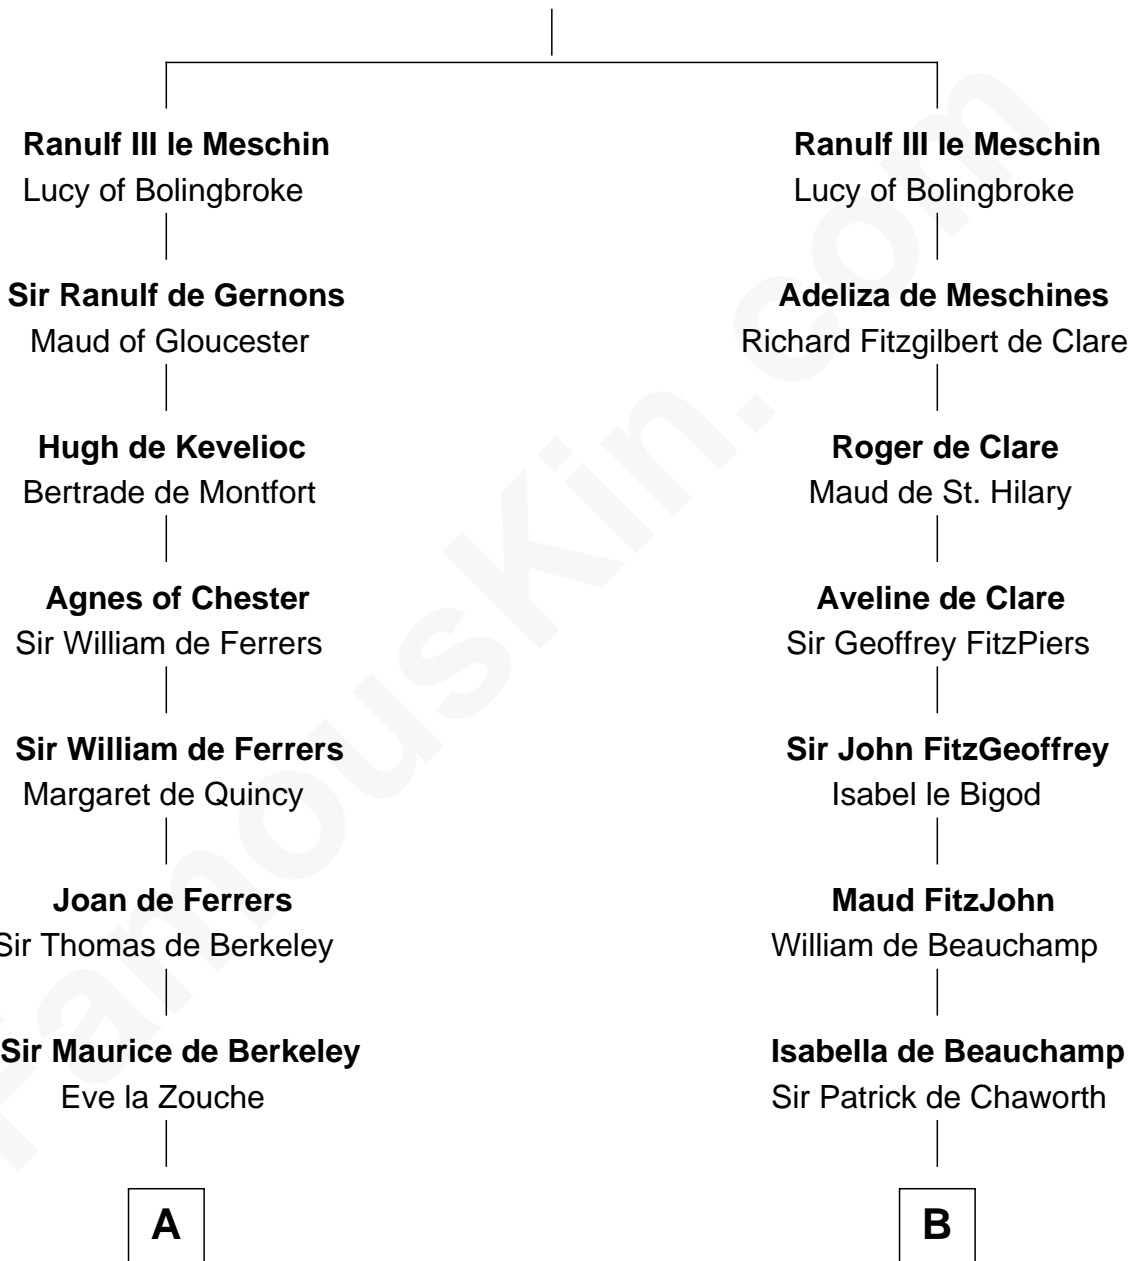 Ranulf III le Meschin
Lucy of Bolingbroke
Sir Ranulf de Gernons
Maud of Gloucester
Hugh de Kevelioc
Bertrade de Montfort
Agnes of Chester
Sir William de Ferrers
Sir William de Ferrers
Margaret de Quincy
Joan de Ferrers
Sir Thomas de Berkeley
Sir Maurice de Berkeley
Eve la Zouche
A
Ranulf III le Meschin
Lucy of Bolingbroke
Adeliza de Meschines
Richard Fitzgilbert de Clare
Roger de Clare
Maud de St. Hilary
Aveline de Clare
Sir Geoffrey FitzPiers
Sir John FitzGeoffrey
Isabel le Bigod
Maud FitzJohn
William de Beauchamp
Isabella de Beauchamp
Sir Patrick de Chaworth
B
FamousKin.com